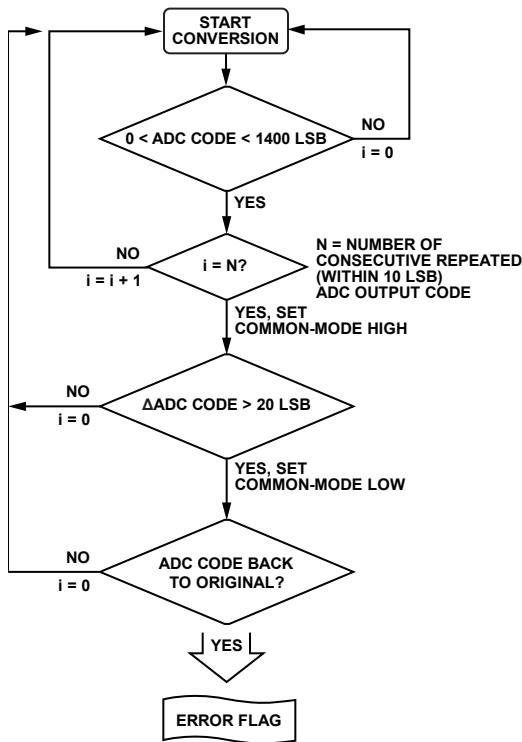 START
CONVERSION
0 < ADC CODE < 1400 LSB
NO
i = 0
YES
i = N?
NO
i = i + 1
N = NUMBER OF
CONSECUTIVE REPEATED
(WITHIN 10 LSB)
ADC OUTPUT CODE
YES, SET
COMMON-MODE HIGH
ΔADC CODE > 20 LSB
NO
i = 0
YES, SET
COMMON-MODE LOW
ADC CODE BACK
TO ORIGINAL?
NO
i = 0
YES
ERROR FLAG